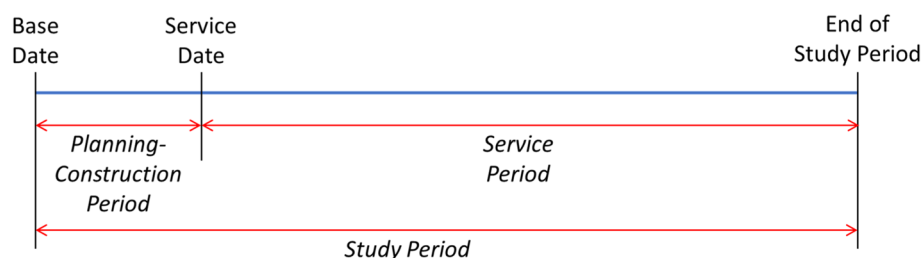 Base
Date
Service
Date
End of
Study Period
Planning-
Construction
Period
Service
Period
Study Period